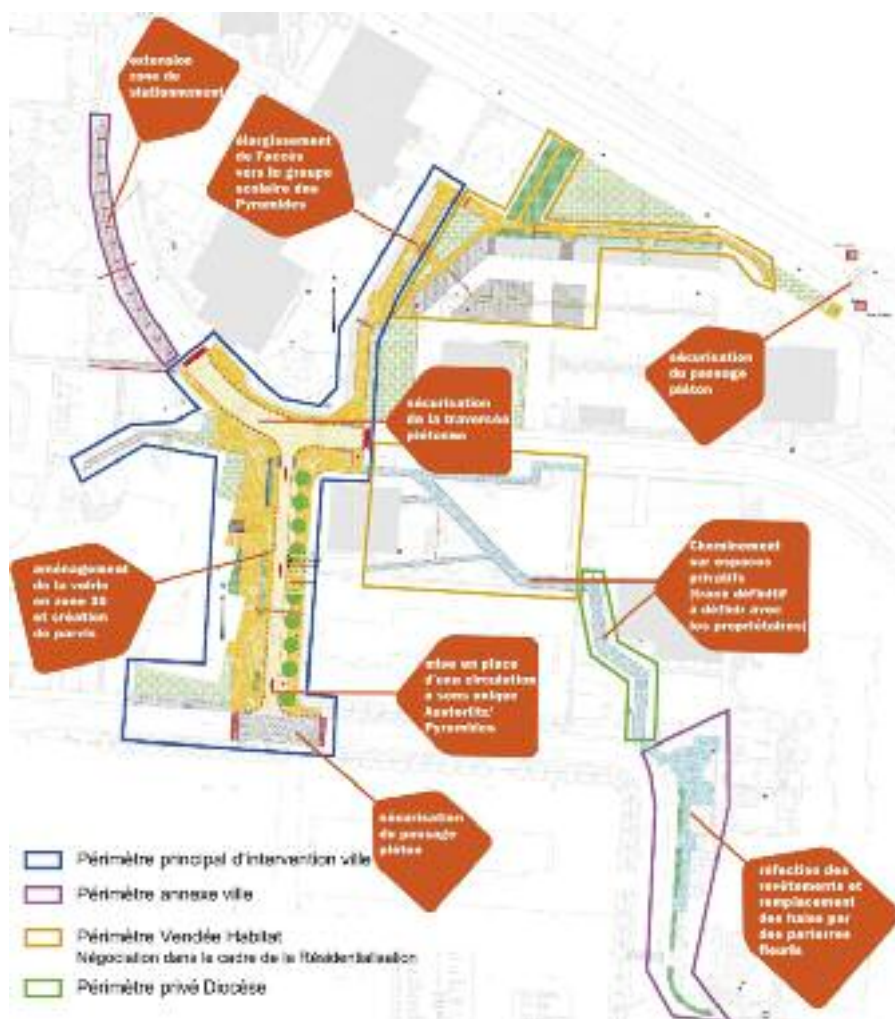 extension
zone de
stationnement
élargissement
de l'accès
vers le groupe
scolaire des
Pyramides
sécurisation
du passage
piéton
sécurisation
de la traversée
piétonne
Cheminement
sur espaces
privatifs
(tracé définitif
à définir avec
les propriétaires)
aménagement
de la voirie
en zone 30
et création
de parvis
mise en place
d'une circulation
à sens unique
Austerlitz/
Pyramides
sécurisation
du passage
piéton
réfection des
revêtements et
remplacement
des haies par
des parterres
fleuris
Périmètre principal d'intervention ville
Périmètre annexe ville
Périmètre Vendée Habitat
Négociation dans le cadre de la Résidentialisation
Périmètre privé Diocèse